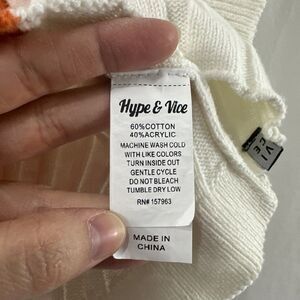 Hype & Vice
60%COTTON
40%ACRYLIC
MACHINE WASH COLD
WITH LIKE COLORS
TURN INSIDE OUT
GENTLE CYCLE
DO NOT BLEACH
TUMBLE DRY LOW
RN# 157963
MADE IN
CHINA